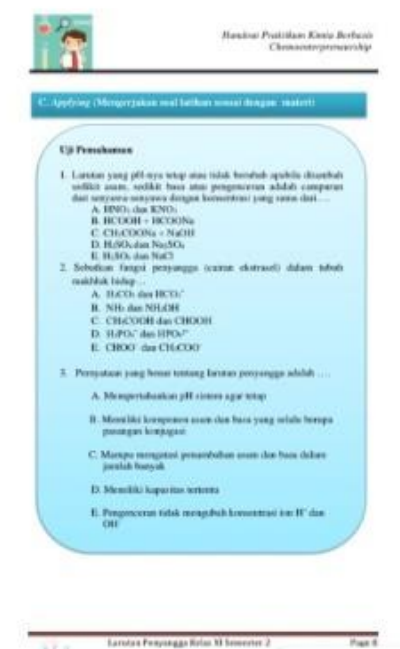 Handout Praktikum Kimia Berbasis
Chemoentrepreneurship
C. Applying (Mengerjakan soal latihan sesuai dengan materi)
Uji Pemahaman
1. Larutan yang pH-nya tetap atau tidak berubah apabila ditambah
sedikit asam, sedikit basa atau pengenceran adalah campuran
dari senyawa-senyawa dengan konsentrasi yang sama dari….
A. HNO₃ dan KNO₃
B. HCOOH + HCOONa
C. CH₃COONa + NaOH
D. H₂SO₄ dan Na₂SO₄
E. H₂SO₄ dan NaCl
2. Sebutkan fungsi penyangga (cairan ekstrasel) dalam tubuh
makhluk hidup…
A. H₂CO₃ dan HCO₃⁻
B. NH₃ dan NH₄OH
C. CH₃COOH dan CHOOH
D. H₂PO₄⁻ dan HPO₄²⁻
E. CHOO⁻ dan CH₃COO⁻
3. Pernyataan yang benar tentang larutan penyangga adalah ….
A. Mempertahankan pH sistem agar tetap
B. Memiliki komponen asam dan basa yang selalu berupa
pasangan konjugasi
C. Mampu mengatasi penambahan asam dan basa dalam
jumlah banyak
D. Memiliki kapasitas tertentu
E. Pengenceran tidak mengubah konsentrasi ion H⁺ dan
OH⁻
Larutan Penyangga Kelas XI Semester 2
Page 8